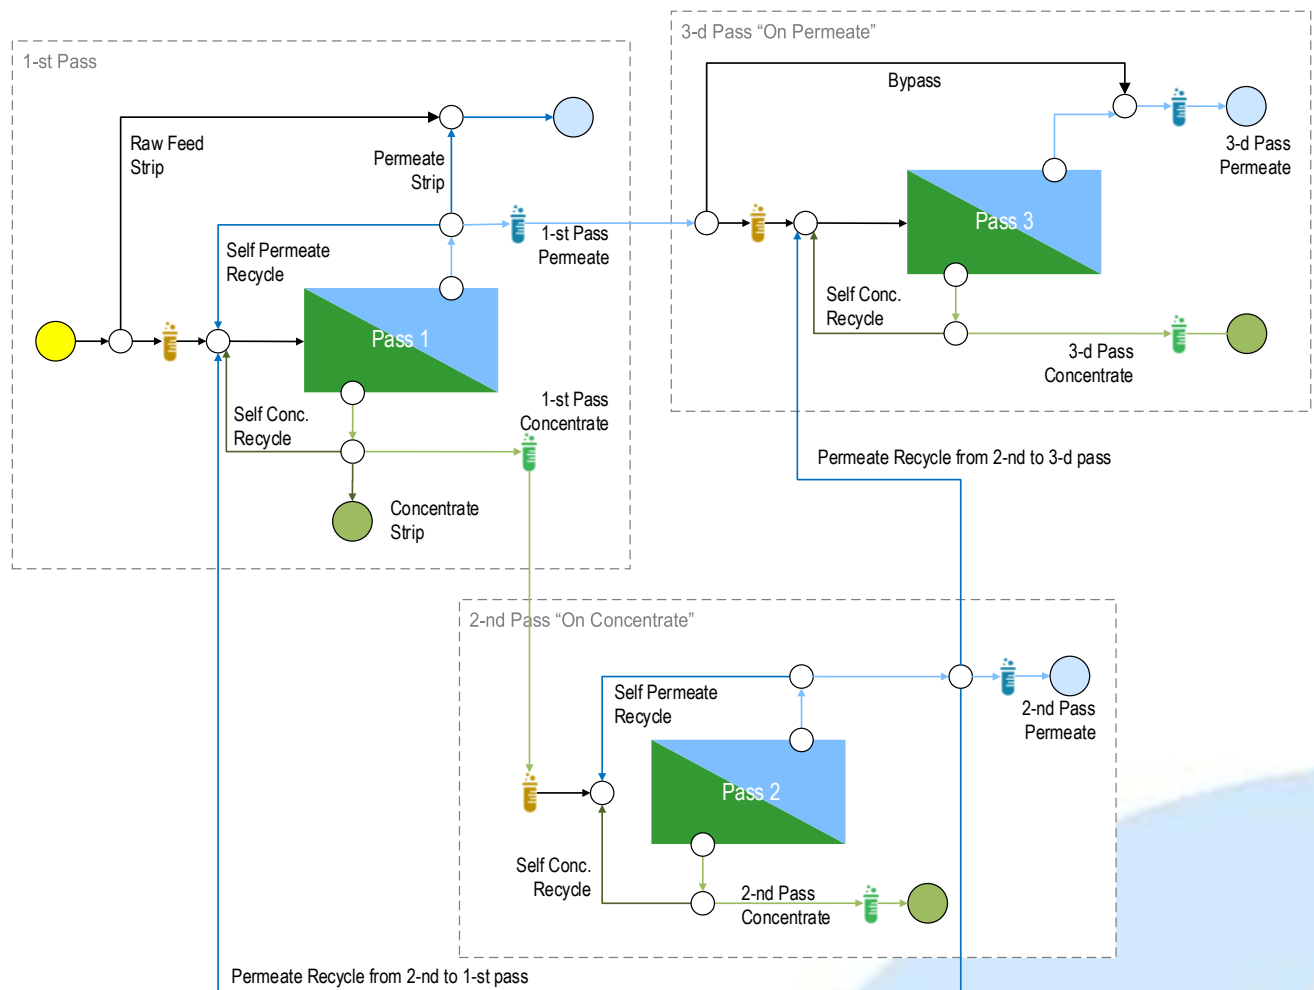 1-st Pass
Raw Feed
Strip
Permeate
Strip
Self Permeate
Recycle
1-st Pass
Permeate
Pass 1
Self Conc.
Recycle
1-st Pass
Concentrate
Concentrate
Strip
3-d Pass “On Permeate”
Bypass
3-d Pass
Permeate
Pass 3
Self Conc.
Recycle
3-d Pass
Concentrate
Permeate Recycle from 2-nd to 3-d pass
2-nd Pass “On Concentrate”
Self Permeate
Recycle
2-nd Pass
Permeate
Pass 2
Self Conc.
Recycle
2-nd Pass
Concentrate
Permeate Recycle from 2-nd to 1-st pass